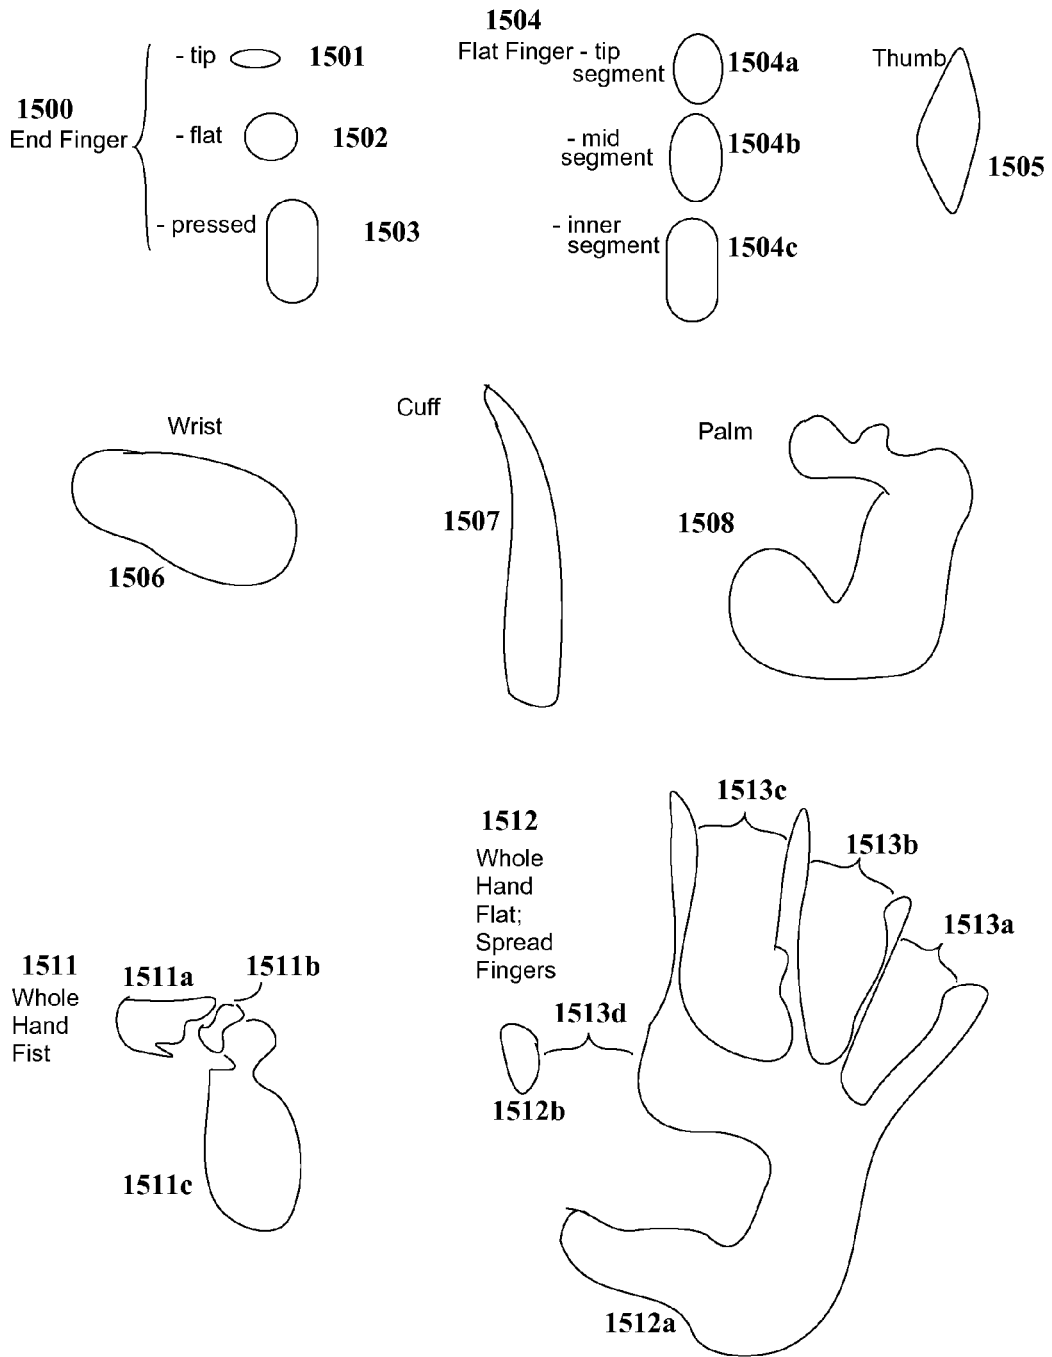 1500
End Finger
- tip
1501
- flat
1502
- pressed
1503
1504
Flat Finger - tip
segment
1504a
- mid
segment
1504b
- inner
segment
1504c
Thumb
1505
Wrist
1506
Cuff
1507
Palm
1508
1511
Whole
Hand
Fist
1511a
1511b
1511c
1512
Whole
Hand
Flat;
Spread
Fingers
1513c
1513b
1513a
1513d
1512b
1512a